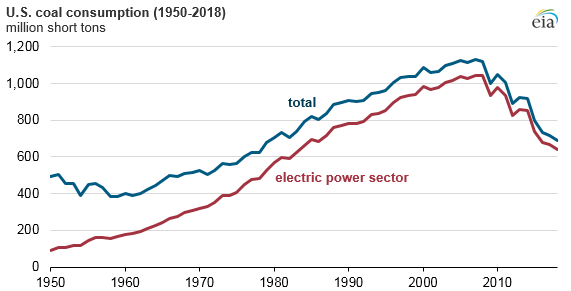 U.S. coal consumption (1950-2018)
million short tons
eia
1,200
1,000
800
600
400
200
0
total
electric power sector
1950 1960 1970 1980 1990 2000 2010